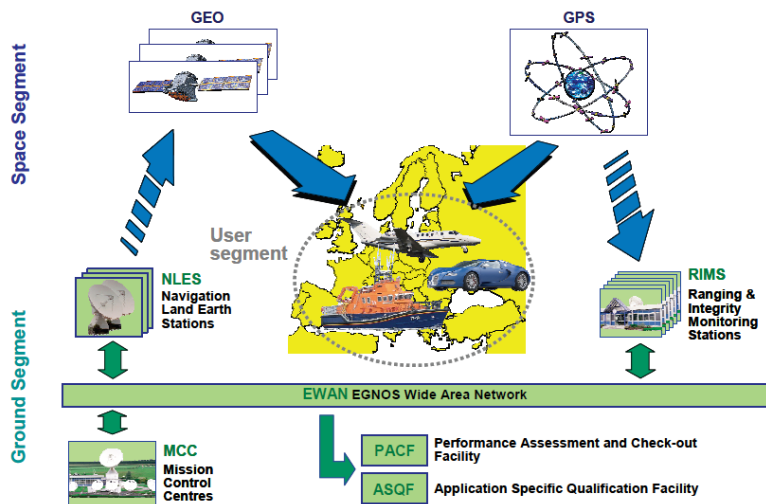 GEO
GPS
Space Segment
User
segment
NLES
Navigation
Land Earth
Stations
RIMS
Ranging &
Integrity
Monitoring
Stations
Ground Segment
EWAN EGNOS Wide Area Network
MCC
Mission
Control
Centres
PACF
Performance Assessment and Check-out
Facility
ASQF
Application Specific Qualification Facility